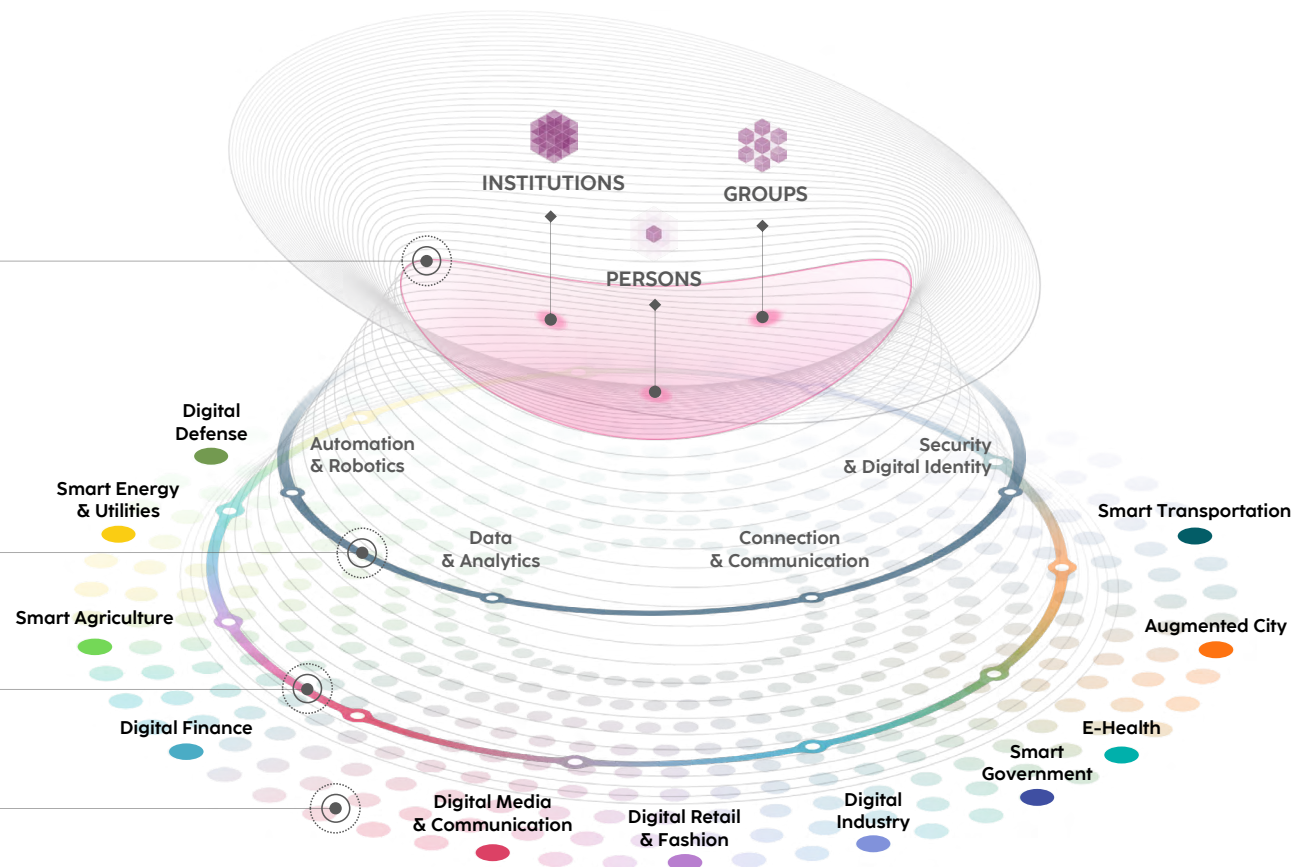 INSTITUTIONS
GROUPS
PERSONS
Digital
Defense
Automation
& Robotics
Security
& Digital Identity
Smart Energy
& Utilities
Data
& Analytics
Connection
& Communication
Smart Transportation
Smart Agriculture
Augmented City
Digital Finance
E-Health
Smart
Government
Digital Media
& Communication
Digital Retail
& Fashion
Digital
Industry